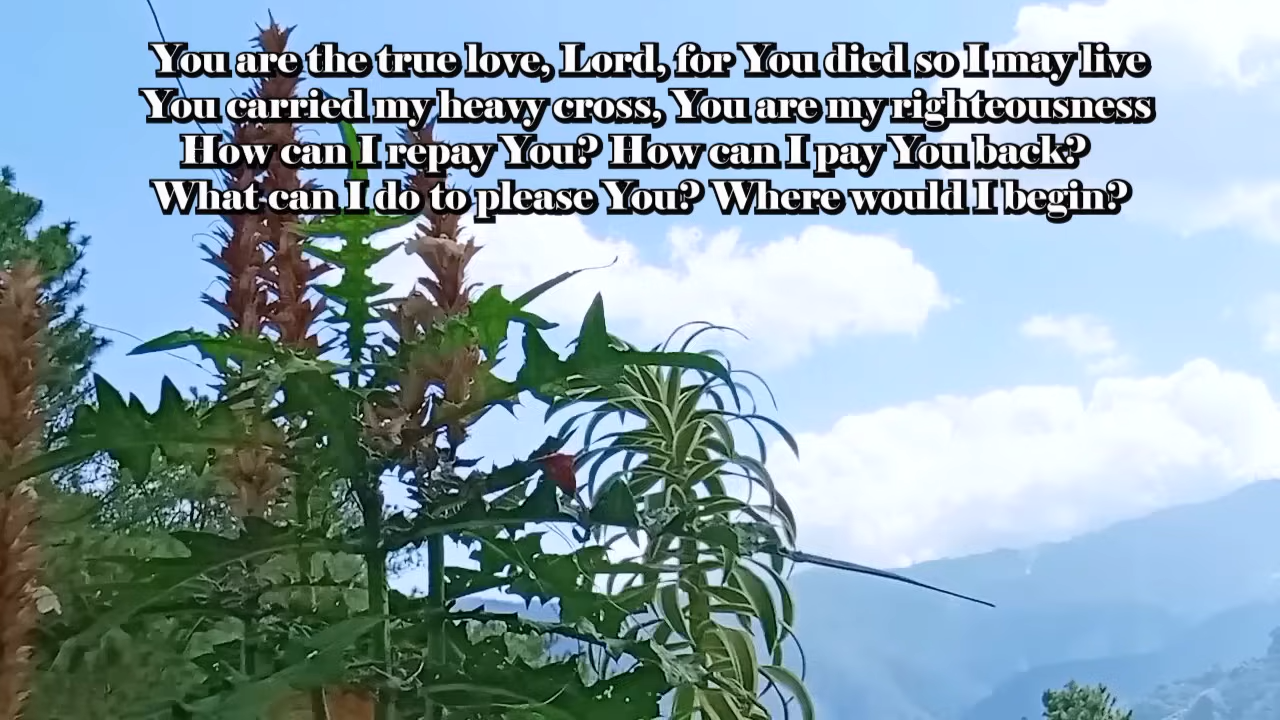 You are the true love, Lord, for You died so I may live
You carried my heavy cross, You are my righteousness
How can I repay You? How can I pay You back?
What can I do to please You? Where would I begin?